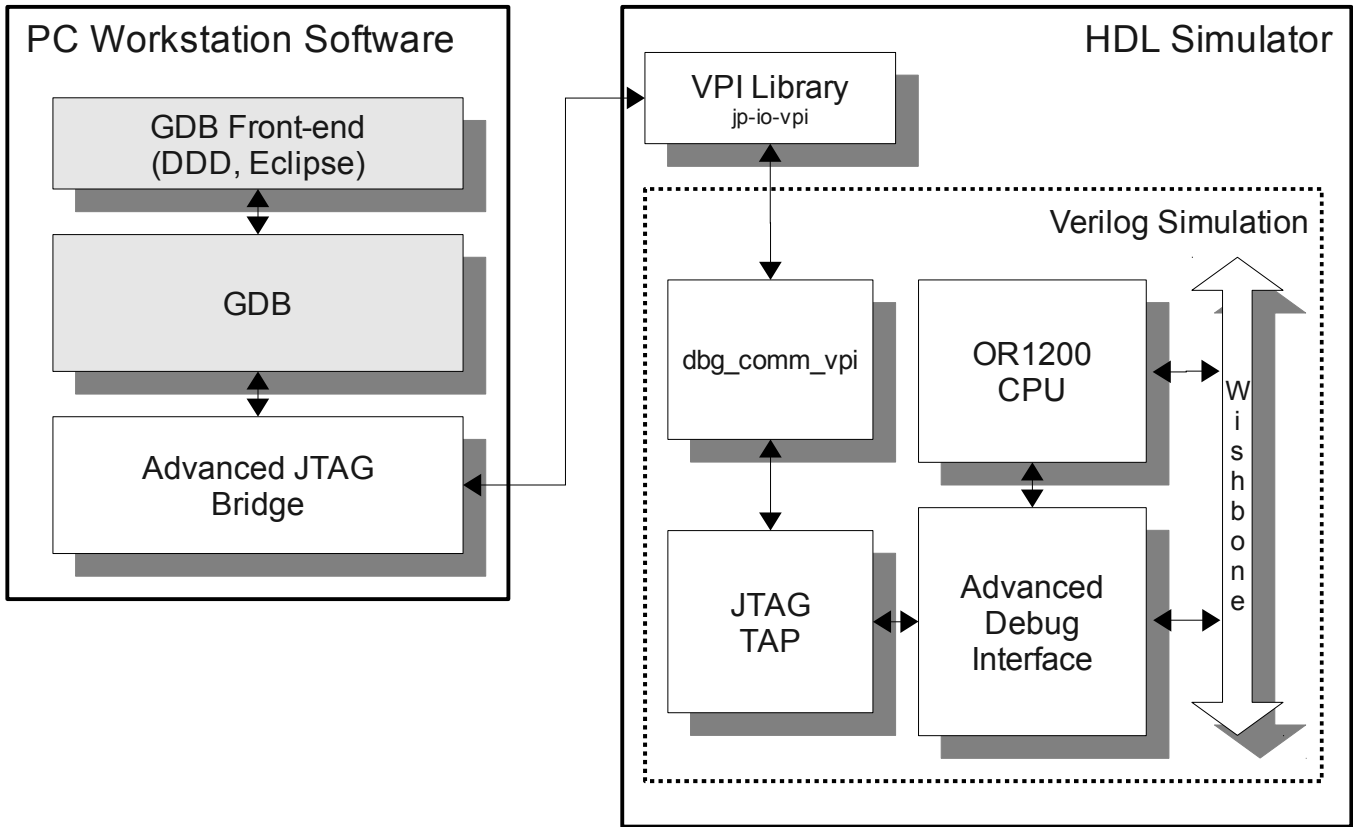 PC Workstation Software
GDB Front-end
(DDD, Eclipse)
GDB
Advanced JTAG
Bridge
HDL Simulator
VPI Library
jp-io-vpi
Verilog Simulation
dbg_comm_vpi
OR1200
CPU
JTAG
TAP
Advanced
Debug
Interface
Wishbone